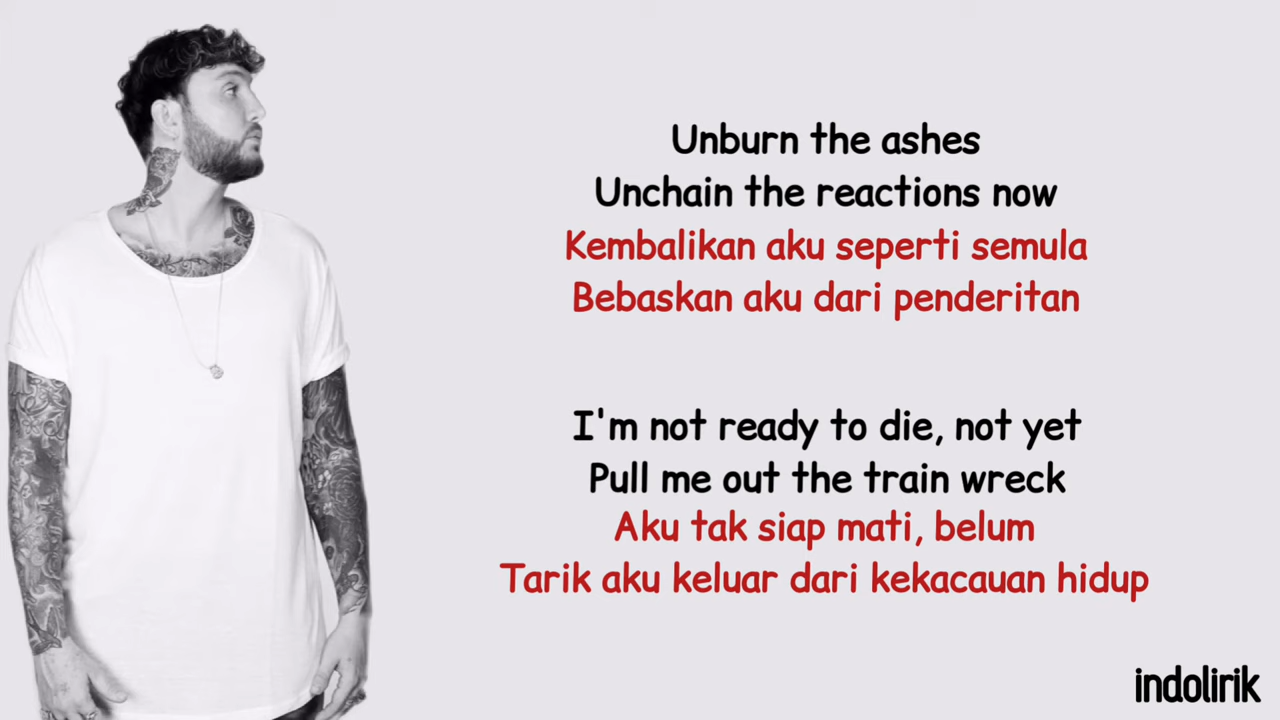 Unburn the ashes
Unchain the reactions now
Kembalikan aku seperti semula
Bebaskan aku dari penderitan
I'm not ready to die, not yet
Pull me out the train wreck
Aku tak siap mati, belum
Tarik aku keluar dari kekacauan hidup
indolirik